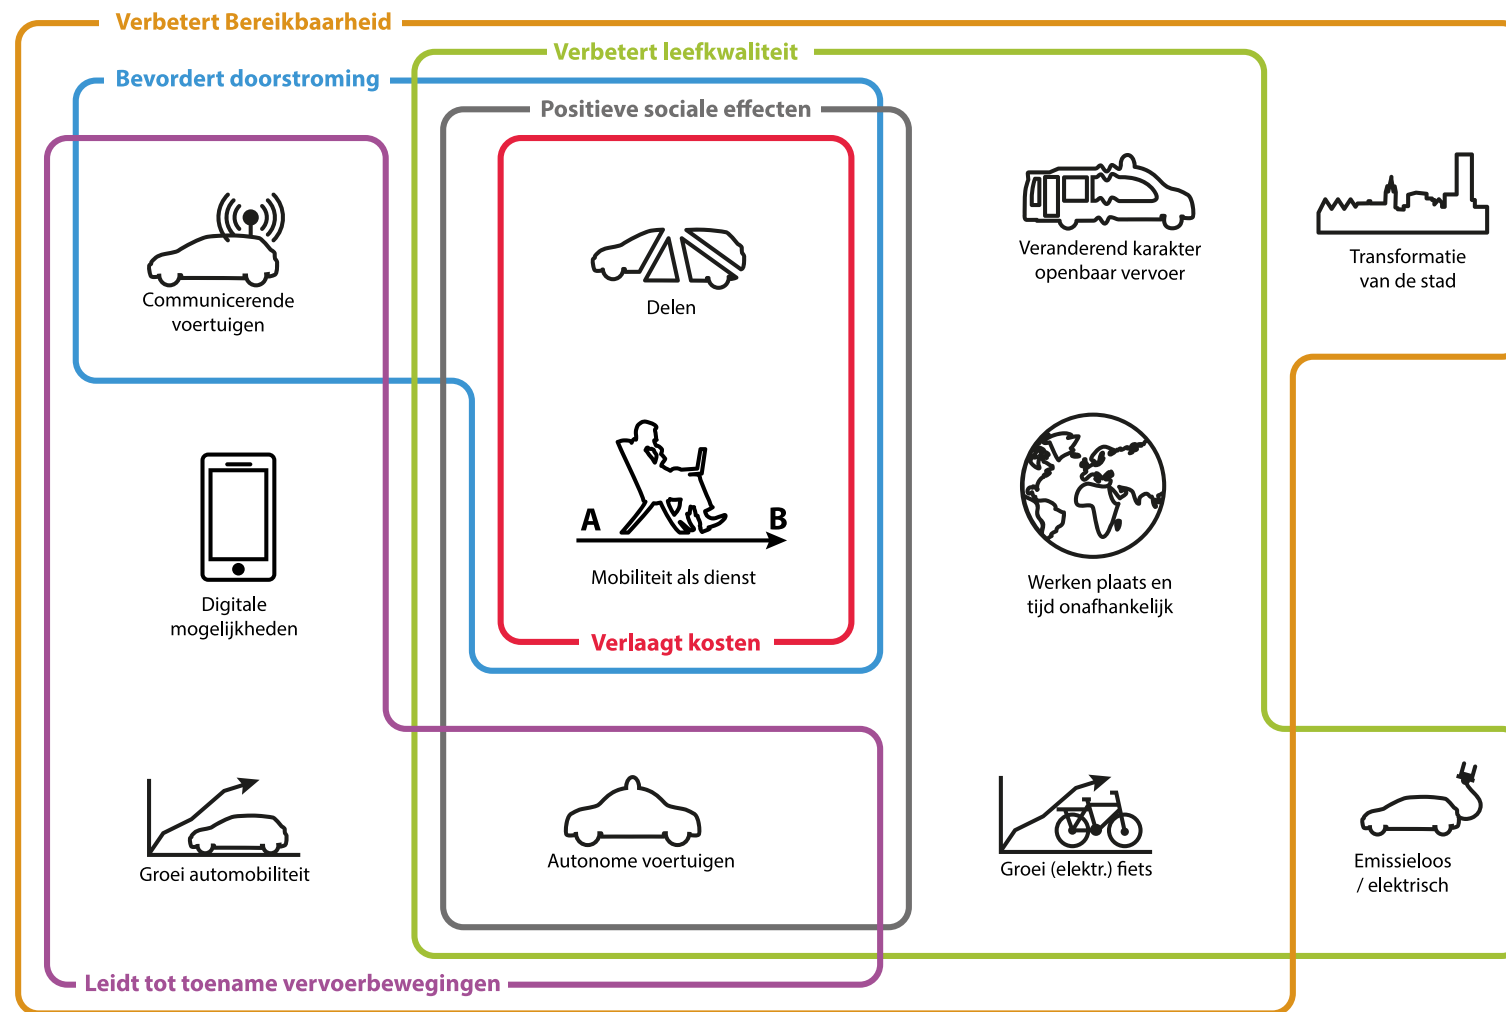 Verbetert Bereikbaarheid
Verbetert leefkwaliteit
Bevordert doorstroming
Positieve sociale effecten
Communicerende
voertuigen
Delen
Veranderend karakter
openbaar vervoer
Transformatie
van de stad
Digitale
mogelijkheden
A
B
Mobiliteit als dienst
Werken plaats en
tijd onafhankelijk
Verlaagt kosten
Groei automobiliteit
Autonome voertuigen
Groei (elektr.) fiets
Emissieloos
/ elektrisch
Leidt tot toename vervoerbewegingen